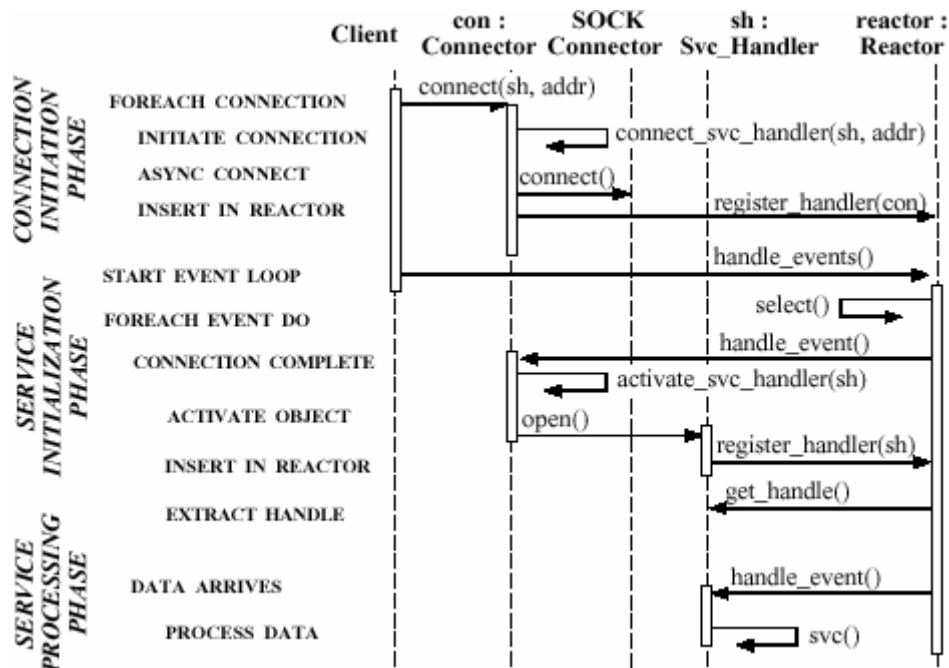 Client
con :
Connector
SOCK
Connector
sh :
Svc_Handler
reactor :
Reactor
CONNECTION
INITIATION
PHASE
FOREACH CONNECTION
connect(sh, addr)
INITIATE CONNECTION
connect_svc_handler(sh, addr)
ASYNC CONNECT
connect()
INSERT IN REACTOR
register_handler(con)
START EVENT LOOP
handle_events()
SERVICE
INITIALIZATION
PHASE
FOREACH EVENT DO
select()
CONNECTION COMPLETE
handle_event()
activate_svc_handler(sh)
ACTIVATE OBJECT
open()
INSERT IN REACTOR
register_handler(sh)
EXTRACT HANDLE
get_handle()
SERVICE
PROCESSING
PHASE
DATA ARRIVES
handle_event()
PROCESS DATA
svc()